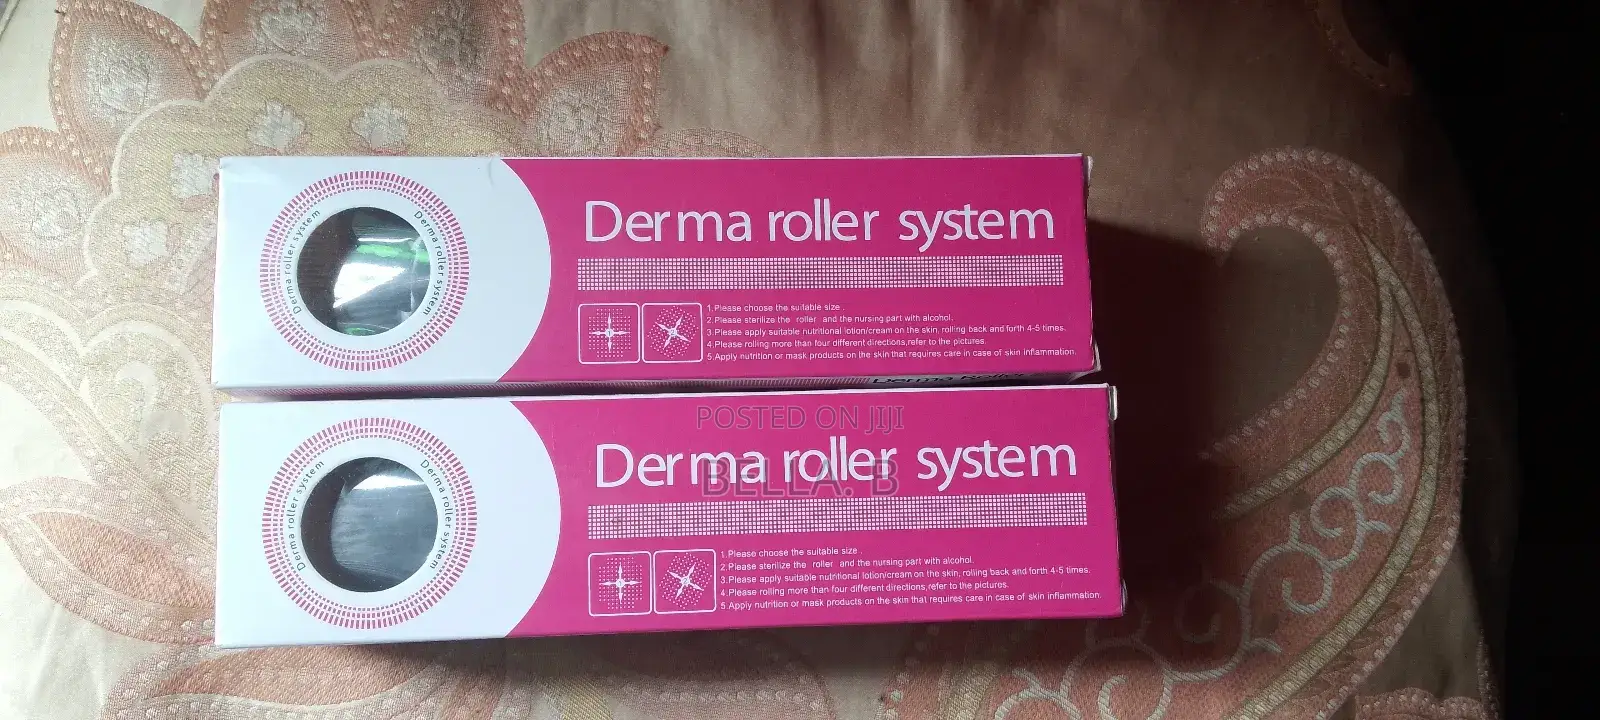 Derma roller system
Derma roller system
Derma roller system
1.Please choose the suitable size .
2.Please sterilize the roller and the nursing part with alcohol.
3.Please apply suitable nutritional lotion/cream on the skin, rolling back and forth 4-5 times.
4.Please rolling more than four different directions,refer to the pictures.
5.Apply nutrition or mask products on the skin that requires care in case of skin inflammation.
Derma Roller
POSTED ON JIJI
BELLA. B
Derma roller system
Derma roller system
Derma roller system
1.Please choose the suitable size .
2.Please sterilize the roller and the nursing part with alcohol.
3.Please apply suitable nutritional lotion/cream on the skin, rolling back and forth 4-5 times.
4.Please rolling more than four different directions,refer to the pictures.
5.Apply nutrition or mask products on the skin that requires care in case of skin inflammation.